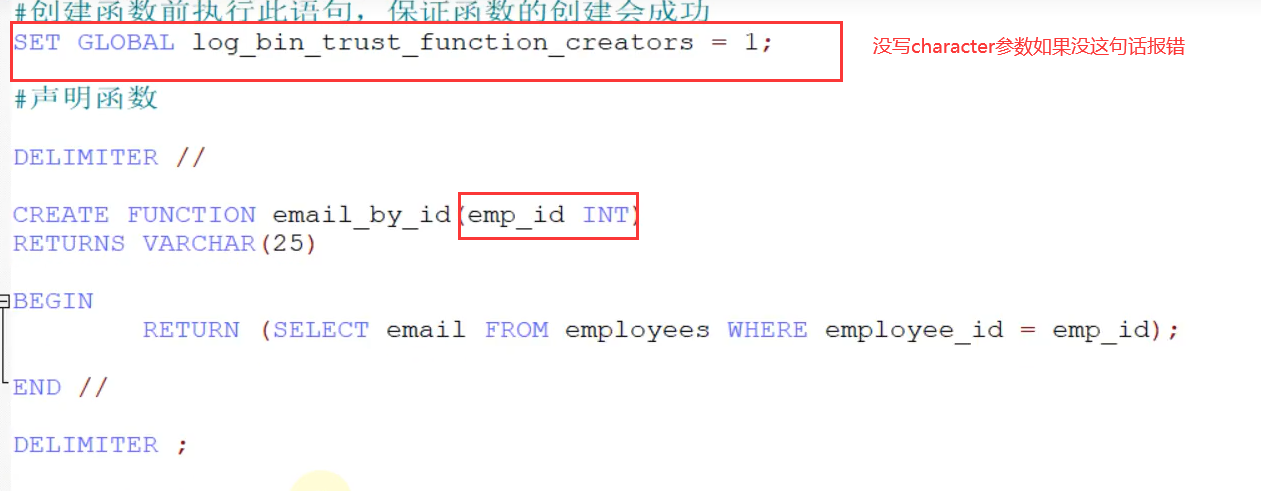 #创建函数前执行此语句，保证函数的创建会成功
SET GLOBAL log_bin_trust_function_creators = 1;
没写character参数如果没这句话报错
#声明函数
DELIMITER //
CREATE FUNCTION email_by_id(emp_id INT)
RETURNS VARCHAR(25)
BEGIN
RETURN (SELECT email FROM employees WHERE employee_id = emp_id);
END //
DELIMITER ;